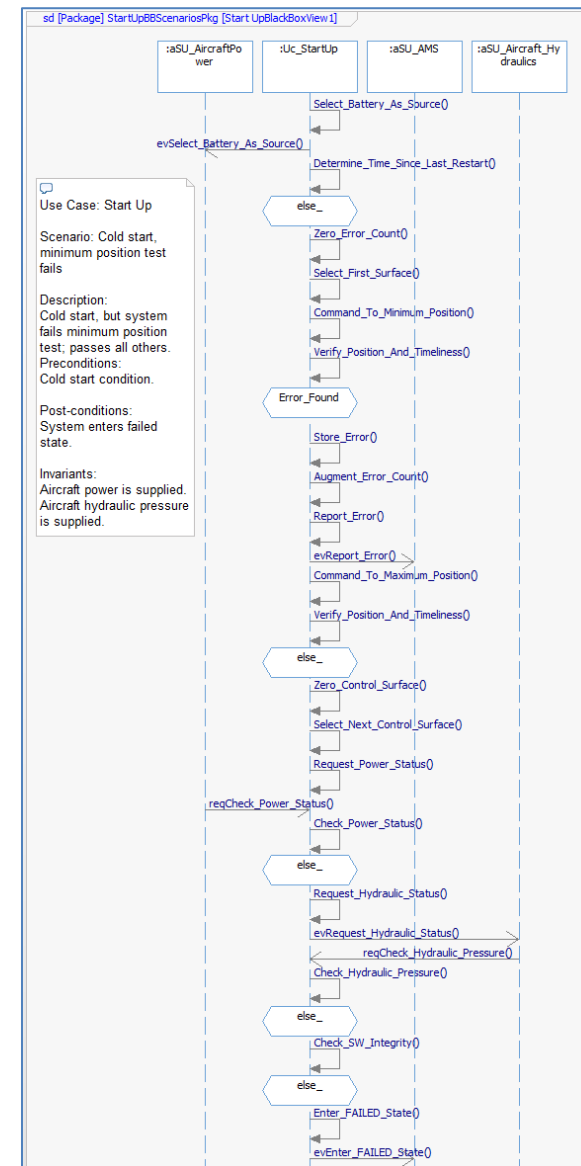 sd [Package] StartUpBBScenariosPkg [Start UpBlackBoxView1]
:aSU_AircraftPo
wer
:Uc_StartUp
:aSU_AMS
:aSU_Aircraft_Hy
draulics
Select_Battery_As_Source()
evSelect_Battery_As_Source()
Determine_Time_Since_Last_Restart()
else_
Zero_Error_Count()
Select_First_Surface()
Command_To_Minimum_Position()
Verify_Position_And_Timeliness()
Error_Found
Store_Error()
Augment_Error_Count()
Report_Error()
evReport_Error()
Command_To_Maximum_Position()
Verify_Position_And_Timeliness()
else_
Zero_Control_Surface()
Select_Next_Control_Surface()
Request_Power_Status()
reqCheck_Power_Status()
Check_Power_Status()
else_
Request_Hydraulic_Status()
evRequest_Hydraulic_Status()
reqCheck_Hydraulic_Pressure()
Check_Hydraulic_Pressure()
else_
Check_SW_Integrity()
else_
Enter_FAILED_State()
evEnter_FAILED_State()
Use Case: Start Up
Scenario: Cold start,
minimum position test
fails
Description:
Cold start, but system
fails minimum position
test; passes all others.
Preconditions:
Cold start condition.
Post-conditions:
System enters failed
state.
Invariants:
Aircraft power is supplied.
Aircraft hydraulic pressure
is supplied.